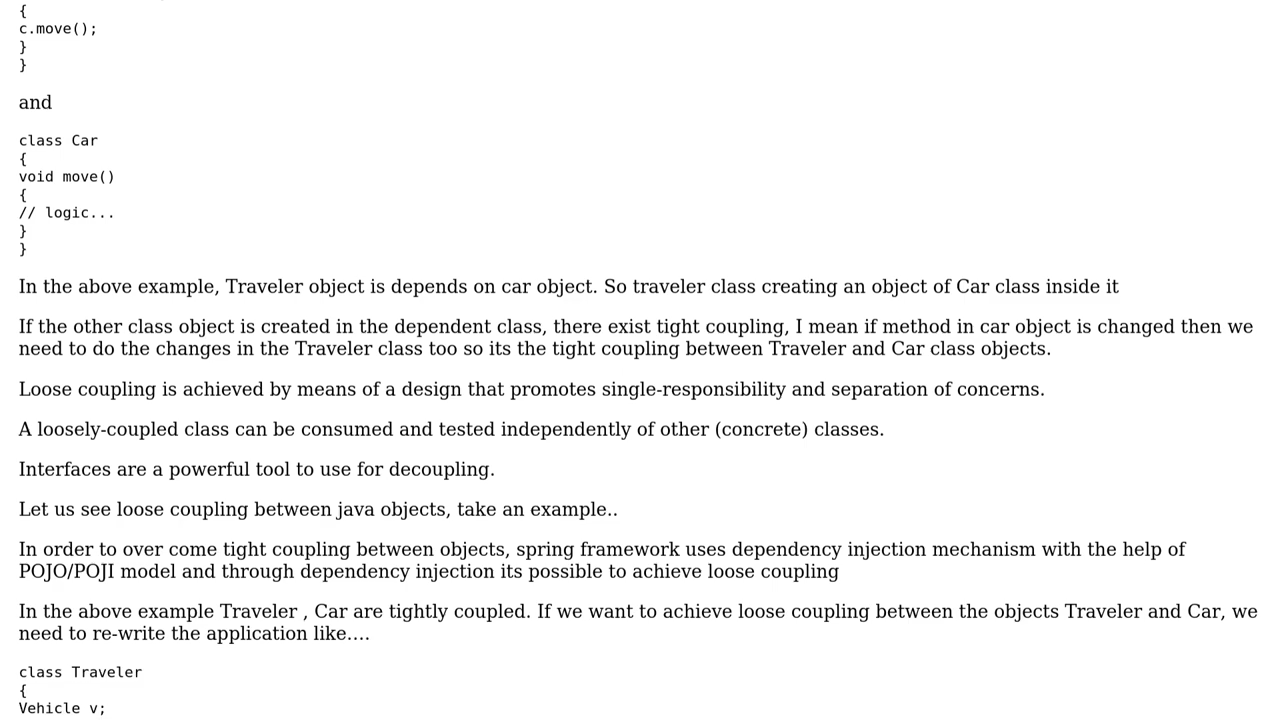 {
c.move();
}
}
and
class Car
{
void move()
{
// logic...
}
}
In the above example, Traveler object is depends on car object. So traveler class creating an object of Car class inside it
If the other class object is created in the dependent class, there exist tight coupling, I mean if method in car object is changed then we
need to do the changes in the Traveler class too so its the tight coupling between Traveler and Car class objects.
Loose coupling is achieved by means of a design that promotes single-responsibility and separation of concerns.
A loosely-coupled class can be consumed and tested independently of other (concrete) classes.
Interfaces are a powerful tool to use for decoupling.
Let us see loose coupling between java objects, take an example..
In order to over come tight coupling between objects, spring framework uses dependency injection mechanism with the help of
POJO/POJI model and through dependency injection its possible to achieve loose coupling
In the above example Traveler , Car are tightly coupled. If we want to achieve loose coupling between the objects Traveler and Car, we
need to re-write the application like….
class Traveler
{
Vehicle v;